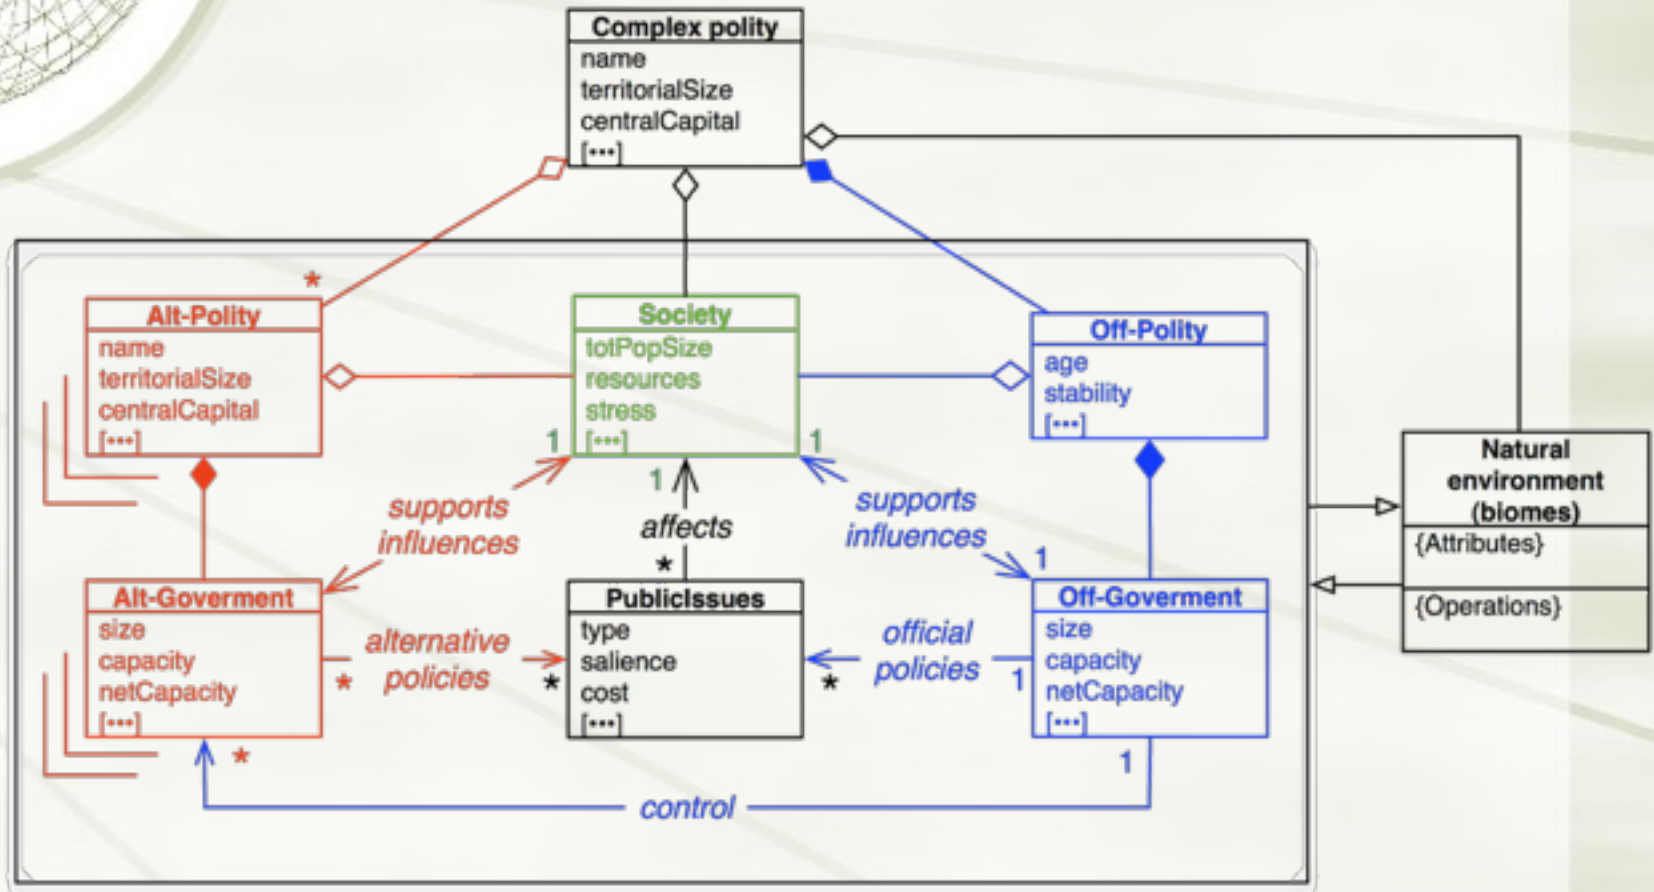 Complex polity
name
territorialSize
centralCapital
[•••]
*
Alt-Polity
name
territorialSize
centralCapital
[•••]
Society
totPopSize
resources
stress
[•••]
Off-Polity
age
stability
[•••]
1
1
1
supports
influences
affects
*
supports
influences
1
Natural
environment
(biomes)
{Attributes}
{Operations}
Alt-Goverment
size
capacity
netCapacity
[•••]
alternative
policies
*
*
PublicIssues
type
salience
cost
[•••]
official
policies
*
1
Off-Goverment
size
capacity
netCapacity
[•••]
*
1
control